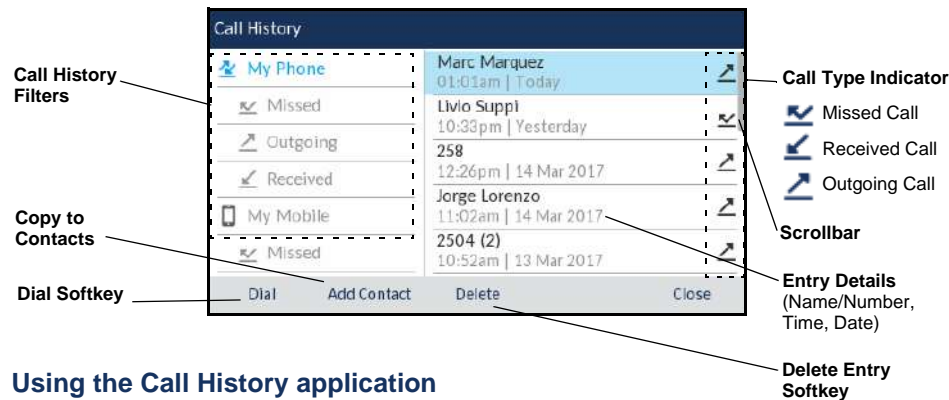 Call History
My Phone
Missed
Outgoing
Received
My Mobile
Missed
Marc Marquez
01:01am | Today
Livio Suppi
10:33pm | Yesterday
258
12:26pm | 14 Mar 2017
Jorge Lorenzo
11:02am | 14 Mar 2017
2504 (2)
10:52am | 13 Mar 2017
Dial Add Contact Delete Close
Call History
Filters
Copy to
Contacts
Dial Softkey
Call Type Indicator
Missed Call
Received Call
Outgoing Call
Scrollbar
Entry Details
(Name/Number,
Time, Date)
Delete Entry
Softkey
Using the Call History application